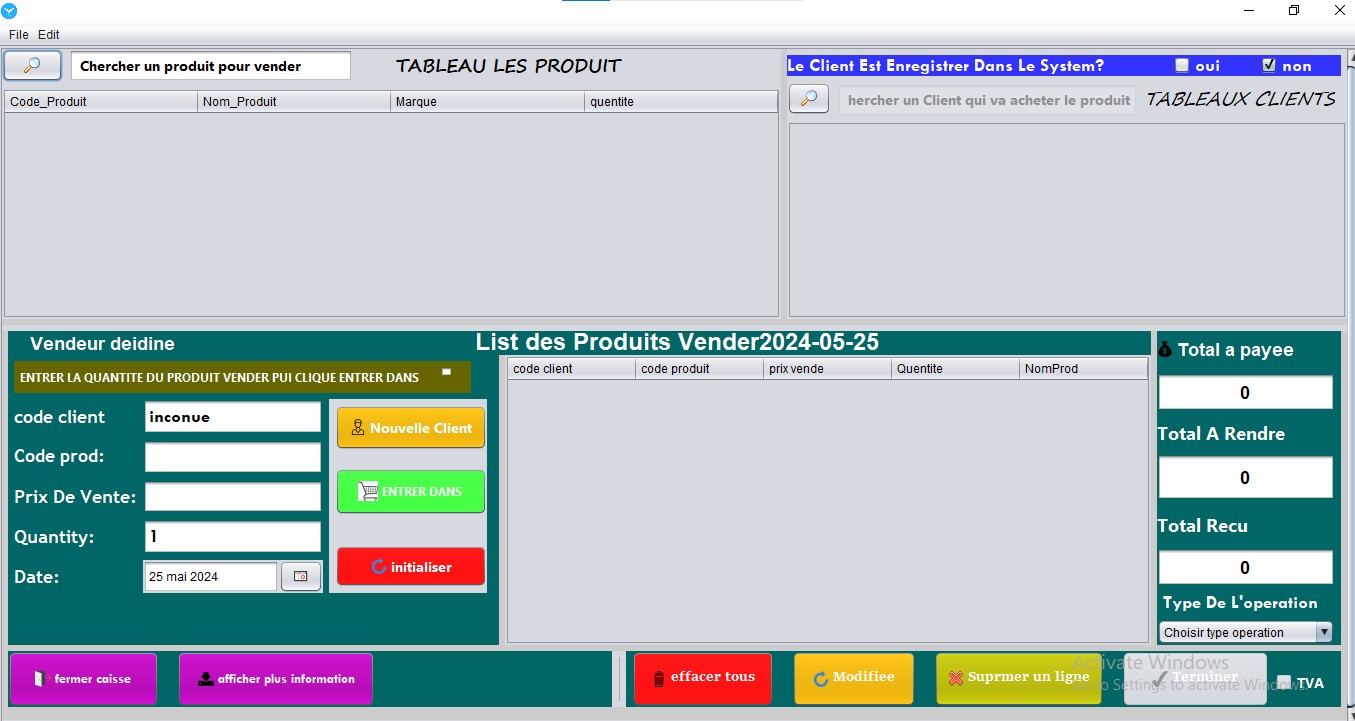 File Edit
Chercher un produit pour vender
TABLEAU LES PRODUIT
Le Client Est Enregistrer Dans Le System?
oui
non
hercher un Client qui va acheter le produit
TABLEAUX CLIENTS
Code_Produit Nom_Produit Marque quentite
Vendeur deidine
List des Produits Vender2024-05-25
ENTRER LA QUANTITE DU PRODUIT VENDER PUI CLIQUE ENTRER DANS
code client inconue
Code prod:
Prix De Vente:
Quantity: 1
Date: 25 mai 2024
Nouvelle Client
ENTRER DANS
initialiser
code client code produit prix vende Quentite NomProd
Total a payee
0
Total A Rendre
0
Total Recu
0
Type De L'operation
Choisir type operation
fermer caisse
afficher plus information
effacer tous
Modifiee
Suprmer un ligne
Terminer
TVA
Activate Windows
Go to Settings to activate Windows.